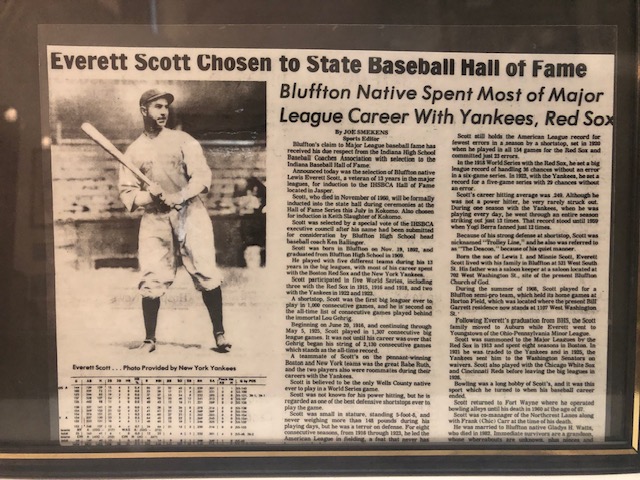 Everett Scott Chosen to State Baseball Hall of Fame
Bluffton Native Spent Most of Major
League Career With Yankees, Red Sox
By JOE SMEKENS
Sports Editor
Bluffton's claim to Major League baseball fame has
received his due respect from the Indiana High School
Baseball Coaches Association with selection to the
Indiana Baseball Hall of Fame.
Announced today was the selection of Bluffton native
Lewis Everett Scott, a veteran of 13 years in the major
leagues, for induction to the IHSBCA Hall of Fame
located in Jasper.
Scott, who died in November of 1960, will be formally
inducted into the state hall during ceremonies at the
Hall of Fame Series this July in Kokomo. Also chosen
for induction is Keith Slaughter of Kokomo.
Scott was selected by a special vote of the IHSBCA
executive council after his name had been submitted
for consideration by Bluffton High School head
baseball coach Ken Ballinger.
Scott was born in Bluffton on Nov. 19, 1892, and
graduated from Bluffton High School in 1909.
He played with five different teams during his 13
years in the big leagues, with most of his career spent
with the Boston Red Sox and the New York Yankees.
Scott participated in five World Series, including
three with the Red Sox in 1915, 1916 and 1918, and two
with the Yankees in 1922 and 1923.
A shortstop, Scott was the first big leaguer ever to
play in 1,000 consecutive games, and he is second on
the all-time list of consecutive games played behind
the immortal Lou Gehrig.
Beginning on June 20, 1916, and continuing through
May 5, 1925, Scott played in 1,307 consecutive big
league games. It was not until his career was over that
Gehrig began his string of 2,130 consecutive games
which stands as the all-time record.
A teammate of Scott's on the pennant-winning
Boston and New York teams was the great Babe Ruth,
and the two players also were roommates during their
careers with the Yankees.
Scott is believed to be the only Wells County native
ever to play in a World Series game.
Scott was not known for his power hitting, but he is
regarded as one of the best defensive shortstops ever to
play the game.
Scott was small in stature, standing 5-foot-8, and
never weighing more than 148 pounds during his
playing days, but he was a terror on defense. For eight
consecutive seasons, from 1916 through 1923, he led the
American League in fielding, a feat that never has
Scott still holds the American League record for
fewest errors in a season by a shortstop, set in 1920
when he played in all 154 games for the Red Sox and
committed just 23 errors.
In the 1918 World Series with the Red Sox, he set a big
league record of handling 36 chances without an error
in a six-game series. In 1922, with the Yankees, he set a
record for a five-game series with 29 chances without
an error.
Scott's career hitting average was .249. Although he
was not a power hitter, he very rarely struck out.
During one season with the Yankees, when he was
playing every day, he went through an entire season
striking out just 13 times. That record stood until 1959
when Yogi Berra fanned just 12 times.
Because of his strong defense at shortstop, Scott was
nicknamed "Trolley Line," and he also was referred to
as "The Deacon," because of his quiet manner.
Born the son of Lewis I. and Minnie Scott, Everett
Scott lived with his family in Bluffton at 521 West South
St. His father was a saloon keeper at a saloon located at
702 West Washington St., site of the present Bluffton
Church of God.
During the summer of 1908, Scott played for a
Bluffton semi-pro team, which held its home games at
Horton Field, which was located where the present Bill
Garrett residence now stands at 1107 West Washington
St.
Following Everett's graduation from BHS, the Scott
family moved to Auburn while Everett went to
Youngstown of the Ohio-Pennsylvania Minor League.
Scott was summoned to the Major Leagues by the
Red Sox in 1913 and spent eight seasons in Boston. In
1921 he was traded to the Yankees and in 1925, the
Yankees sent him to the Washington Senators on
waivers. Scott also played with the Chicago White Sox
and Cincinnati Reds before leaving the big leagues in
1926.
Bowling was a long hobby of Scott's, and it was this
sport which he turned to when his baseball career
ended.
Scott returned to Fort Wayne where he operated
bowling alleys until his death in 1960 at the age of 67.
Scott was co-manager of the Northcrest Lanes along
with Frank (Chic) Carr at the time of his death.
He was married to Bluffton native Gladys H. Watts,
who died in 1982. Immediate survivors are a grandson
Everett Scott . . . Photo Provided by New York Yankees